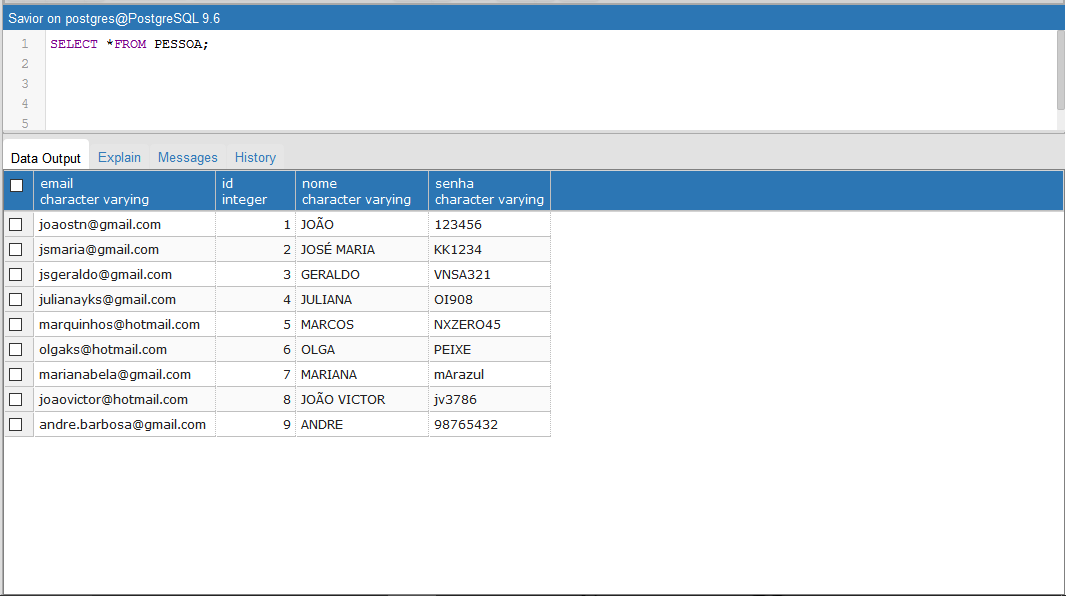 Savior on postgres@PostgreSQL 9.6
1 SELECT *FROM PESSOA;
2
3
4
5
Data Output Explain Messages History
email id nome senha
character varying integer character varying character varying
joaostn@gmail.com 1 JOÃO 123456
jsmaria@gmail.com 2 JOSÉ MARIA KK1234
jsgeraldo@gmail.com 3 GERALDO VNSA321
julianayks@gmail.com 4 JULIANA OI908
marquinhos@hotmail.com 5 MARCOS NXZERO45
olgaks@hotmail.com 6 OLGA PEIXE
marianabela@gmail.com 7 MARIANA mArazul
joaovictor@hotmail.com 8 JOÃO VICTOR jv3786
andre.barbosa@gmail.com 9 ANDRE 98765432